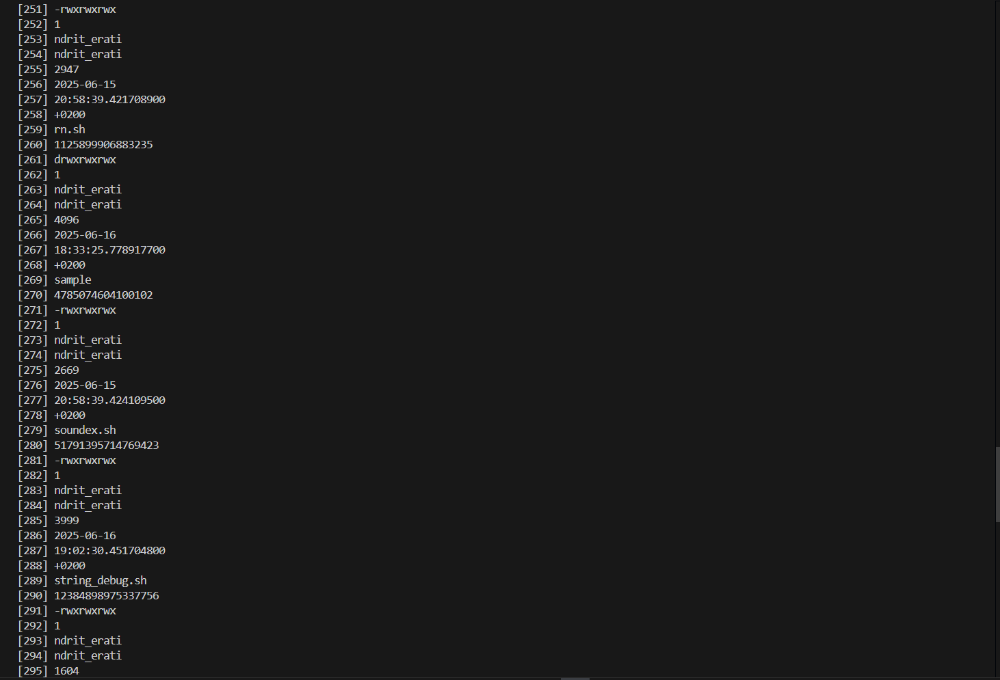 [251] -rwxrwxrwx
[252] 1
[253] ndrit_erati
[254] ndrit_erati
[255] 2947
[256] 2025-06-15
[257] 20:58:39.421708900
[258] +0200
[259] rn.sh
[260] 1125899906883235
[261] drwxrwxrwx
[262] 1
[263] ndrit_erati
[264] ndrit_erati
[265] 4096
[266] 2025-06-16
[267] 18:33:25.778917700
[268] +0200
[269] sample
[270] 4785074604100102
[271] -rwxrwxrwx
[272] 1
[273] ndrit_erati
[274] ndrit_erati
[275] 2669
[276] 2025-06-15
[277] 20:58:39.424109500
[278] +0200
[279] soundex.sh
[280] 51791395714769423
[281] -rwxrwxrwx
[282] 1
[283] ndrit_erati
[284] ndrit_erati
[285] 3999
[286] 2025-06-16
[287] 19:02:30.451704800
[288] +0200
[289] string_debug.sh
[290] 12384898975337756
[291] -rwxrwxrwx
[292] 1
[293] ndrit_erati
[294] ndrit_erati
[295] 1604